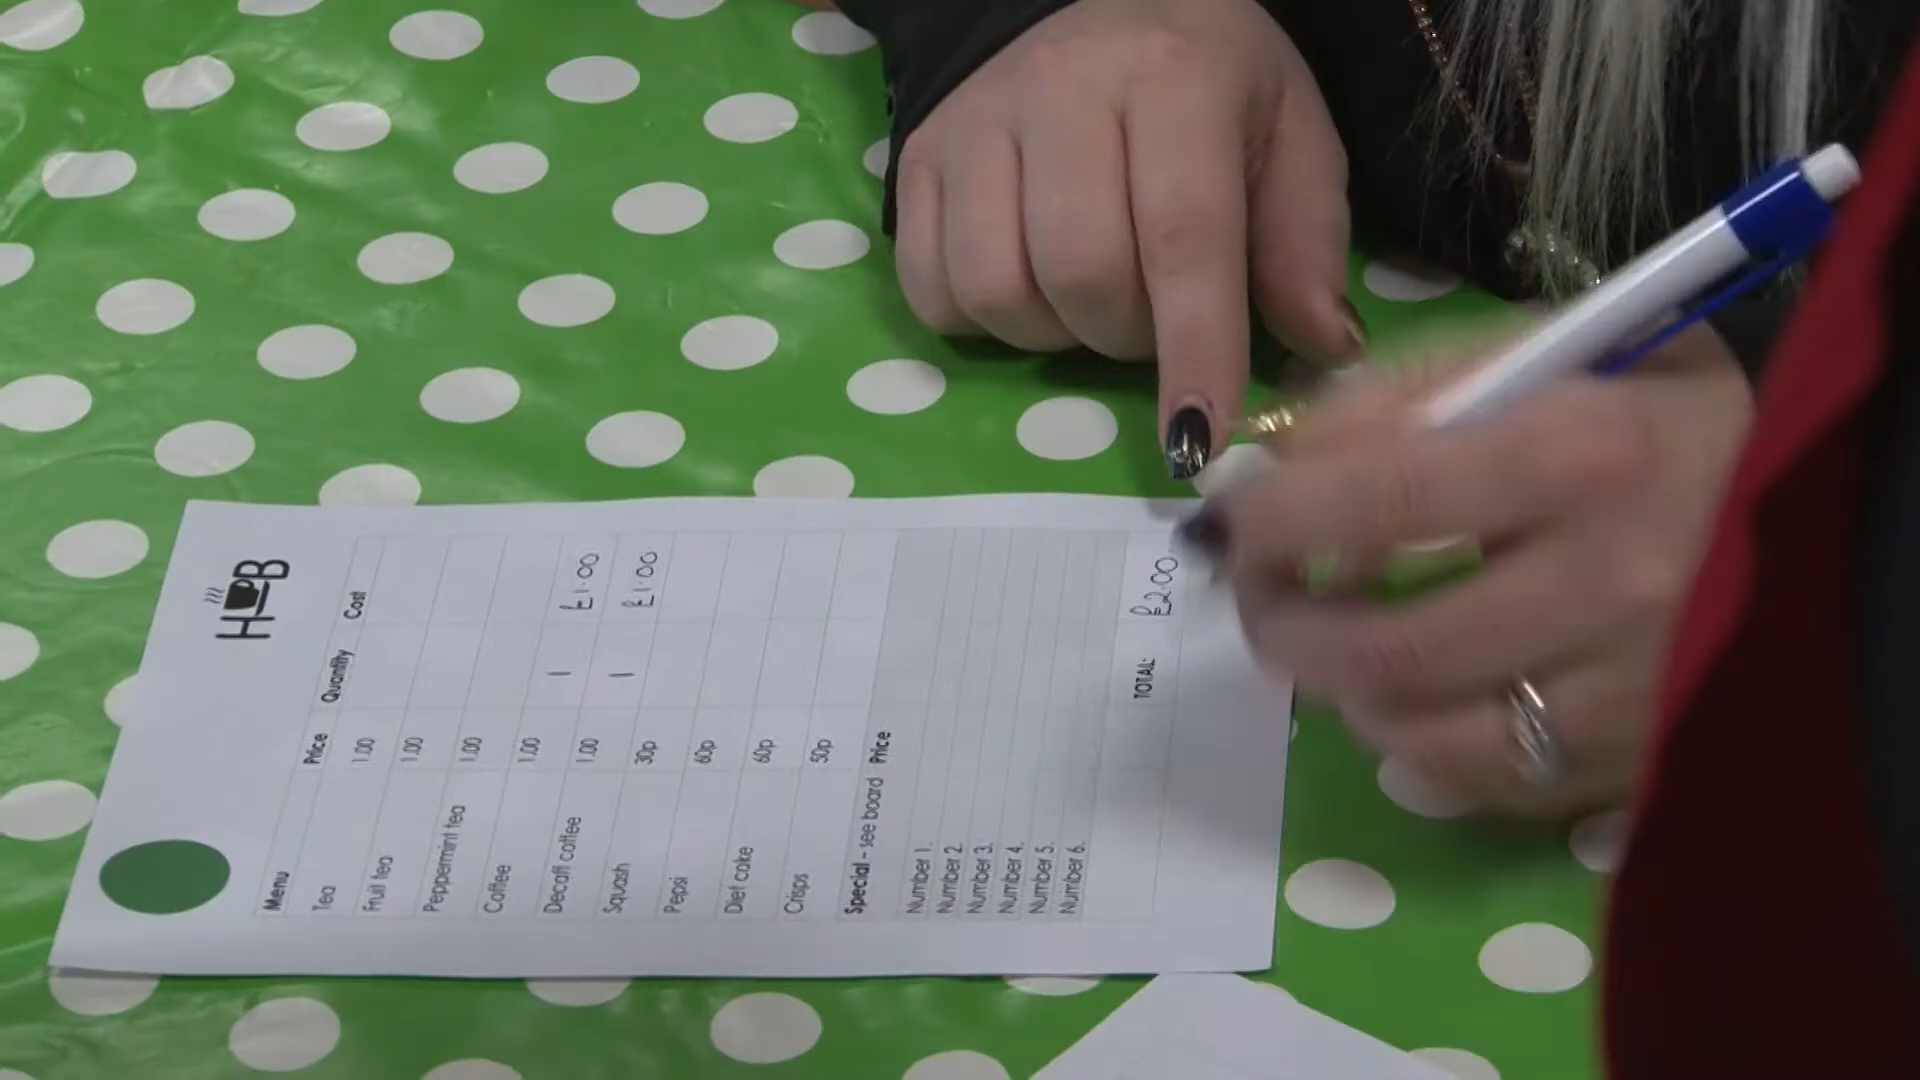 HUB
Menu Price Quantity Cost
Tea 1.00
Fruit tea 1.00
Peppermint tea 1.00
Coffee 1.00 1 £1.00
Decaff coffee 1.00 1 £1.00
Squash 30p
Pepsi 60p
Diet coke 60p
Crisps 50p
Special – see board Price
Number 1.
Number 2.
Number 3.
Number 4.
Number 5.
Number 6.
TOTAL: £2.00